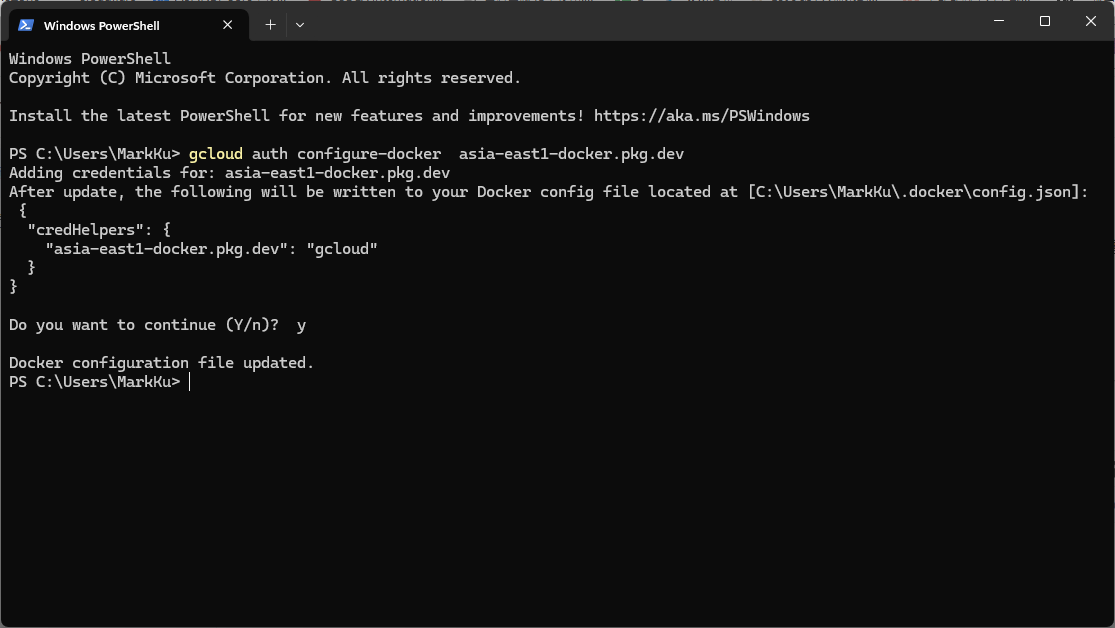 Windows PowerShell
Windows PowerShell
Copyright (C) Microsoft Corporation. All rights reserved.
Install the latest PowerShell for new features and improvements! https://aka.ms/PSWindows
PS C:\Users\MarkKu> gcloud auth configure-docker  asia-east1-docker.pkg.dev
Adding credentials for: asia-east1-docker.pkg.dev
After update, the following will be written to your Docker config file located at [C:\Users\MarkKu\.docker\config.json]:
 {
  "credHelpers": {
    "asia-east1-docker.pkg.dev": "gcloud"
  }
}
Do you want to continue (Y/n)?  y
Docker configuration file updated.
PS C:\Users\MarkKu>